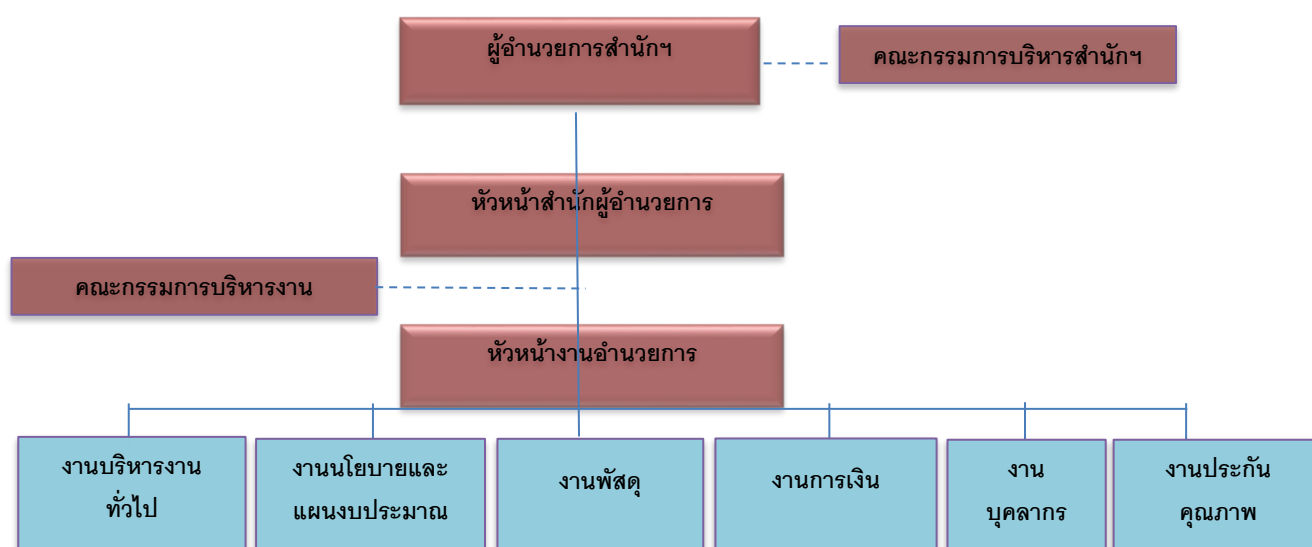 ผู้อำนวยการสำนักฯ
คณะกรรมการบริหารสำนักฯ
หัวหน้าสำนักผู้อำนวยการ
คณะกรรมการบริหารงาน
หัวหน้างานอำนวยการ
งานบริหารงาน
ทั่วไป
งานนโยบายและ
แผนงบประมาณ
งานพัสดุ
งานการเงิน
งาน
บุคลากร
งานประกัน
คุณภาพ